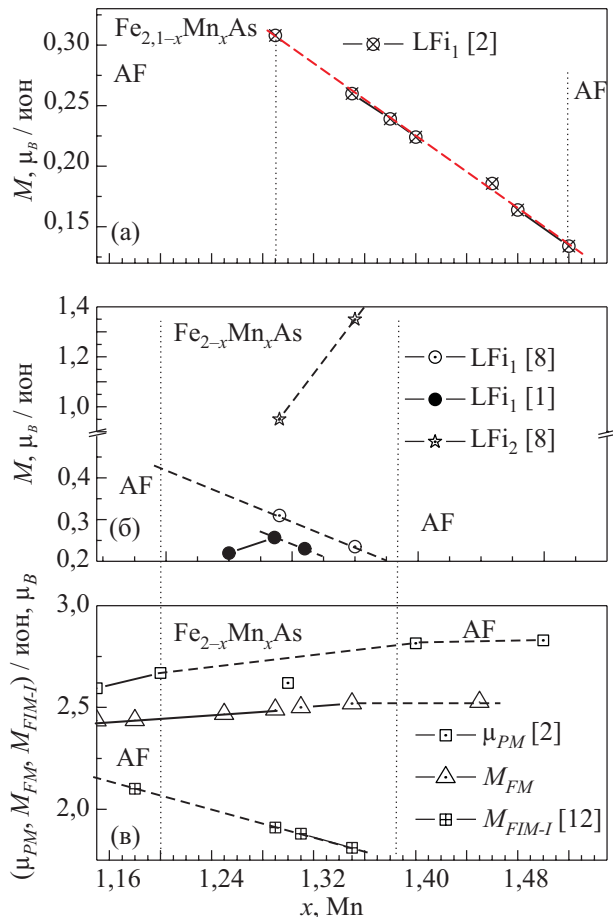 Fe2,1–xMnxAs
LFi1 [2]
AF
AF
0,30
0,25
0,20
0,15
M, μB / ион
(а)
1,4
1,2
1,0
0,4
0,3
0,2
M, μB / ион
Fe2–xMnxAs
LFi1 [8]
LFi1 [1]
LFi2 [8]
AF
AF
(б)
3,0
2,5
2,0
(μPM, MFM, MFIM-I) / ион, μB
Fe2–xMnxAs
AF
AF
μPM [2]
MFM
MFIM-I [12]
(в)
1,16 1,24 1,32 1,40 1,48
x, Mn